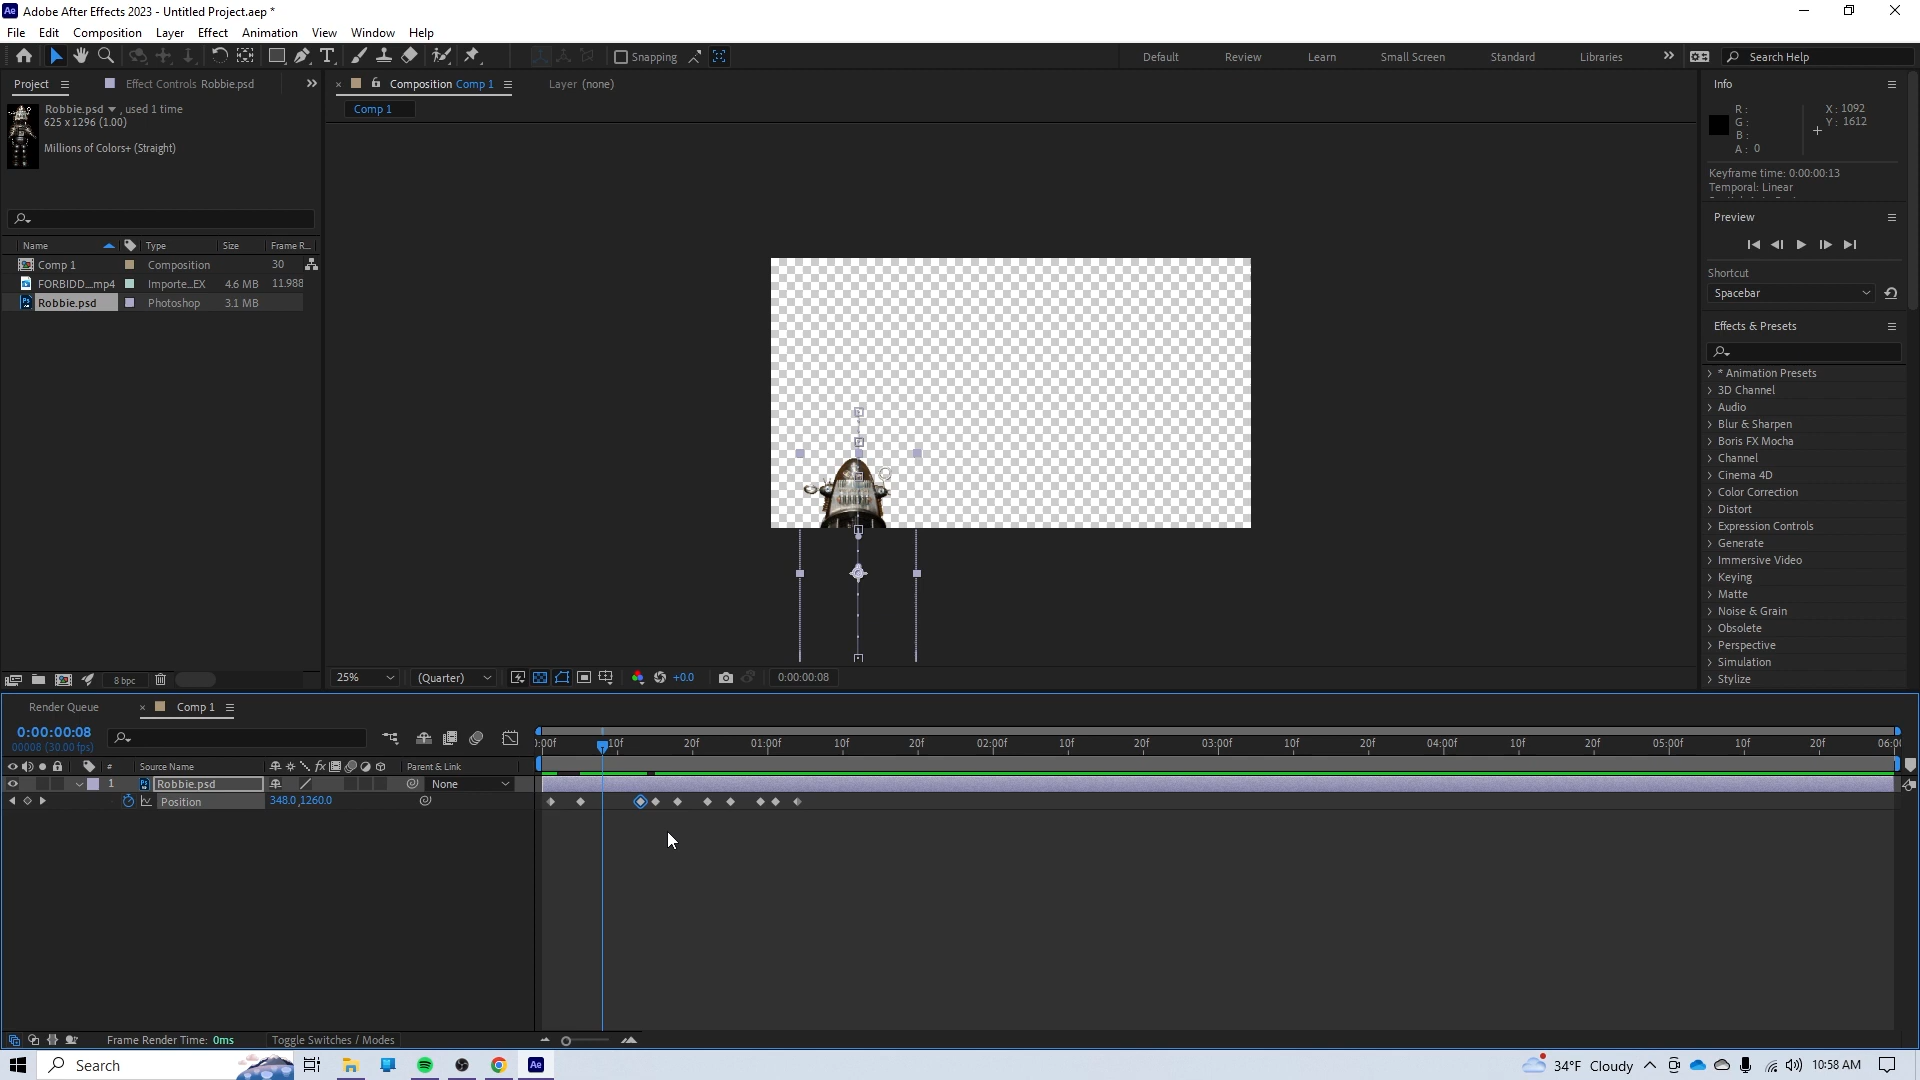 Ae Adobe After Effects 2023 - Untitled Project.aep *
File Edit Composition Layer Effect Animation View Window Help
Snapping Default Review Learn Small Screen Standard Libraries Search Help
Project Effect Controls Robbie.psd
Robbie.psd , used 1 time
625 x 1296 (1.00)
Millions of Colors+ (Straight)
Name Type Size Frame R...
Comp 1 Composition 30
FORBIDD....mp4 Importe...EX 4.6 MB 11.988
Robbie.psd Photoshop 3.1 MB
8 bpc
Composition Comp 1 Layer (none)
Comp 1
25% (Quarter) +0.0 0:00:00:08
Info
R :
G :
B :
A : 0
X : 1092
Y : 1612
Keyframe time: 0:00:00:13
Temporal: Linear
Preview
Shortcut
Spacebar
Effects & Presets
* Animation Presets
3D Channel
Audio
Blur & Sharpen
Boris FX Mocha
Channel
Cinema 4D
Color Correction
Distort
Expression Controls
Generate
Immersive Video
Keying
Matte
Noise & Grain
Obsolete
Perspective
Simulation
Stylize
Render Queue Comp 1
0:00:00:08
00008 (30.00 fps)
):00f 10f 20f 01:00f 10f 20f 02:00f 10f 20f 03:00f 10f 20f 04:00f 10f 20f 05:00f 10f 20f 06:00
# Source Name fx Parent & Link
1 Robbie.psd None
Position 348.0,1260.0
Frame Render Time: 0ms Toggle Switches / Modes
Search Ae 34°F Cloudy 10:58 AM